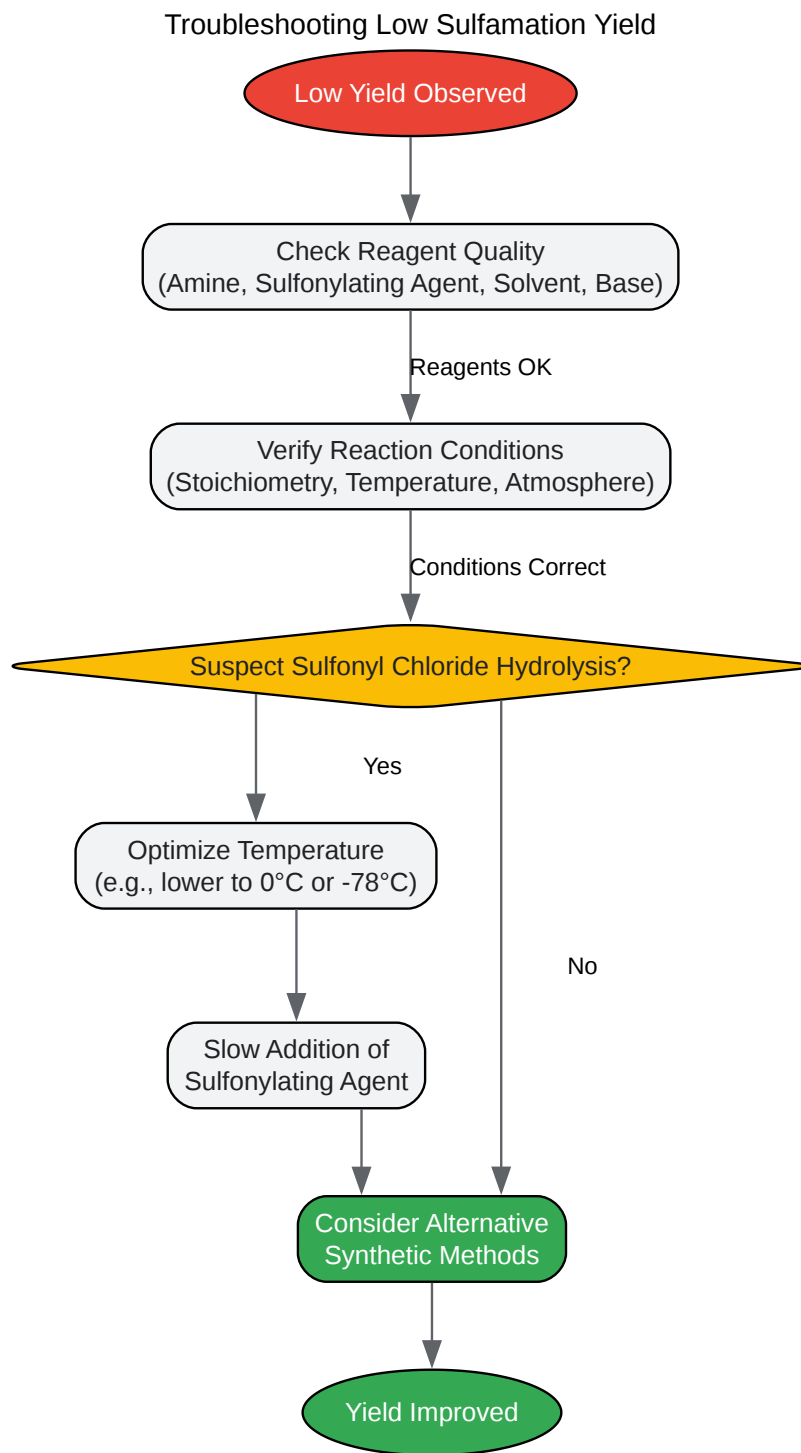 Troubleshooting Low Sulfamation Yield
Low Yield Observed
Check Reagent Quality
(Amine, Sulfonylating Agent, Solvent, Base)
Reagents OK
Verify Reaction Conditions
(Stoichiometry, Temperature, Atmosphere)
Conditions Correct
Suspect Sulfonyl Chloride Hydrolysis?
Yes
Optimize Temperature
(e.g., lower to 0°C or -78°C)
No
Slow Addition of
Sulfonylating Agent
Consider Alternative
Synthetic Methods
Yield Improved